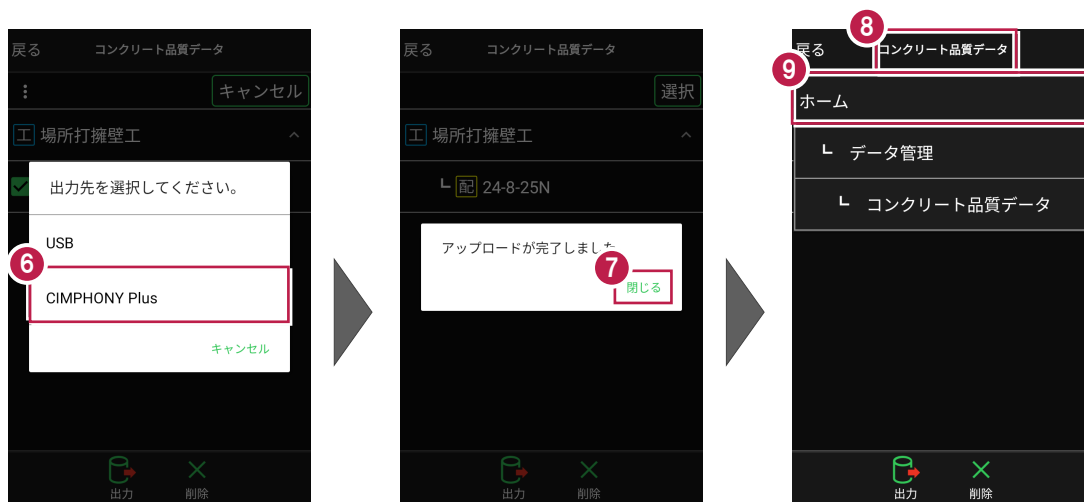 戻る
コンクリート品質データ
キャンセル
工 場所打擁壁工
出力先を選択してください。
USB
6
CIMPHONY Plus
キャンセル
出力
削除
戻る
コンクリート品質データ
選択
工 場所打擁壁工
配 24-8-25N
アップロードが完了しました
7
閉じる
出力
削除
8
戻る
コンクリート品質データ
9
ホーム
データ管理
コンクリート品質データ
出力
削除